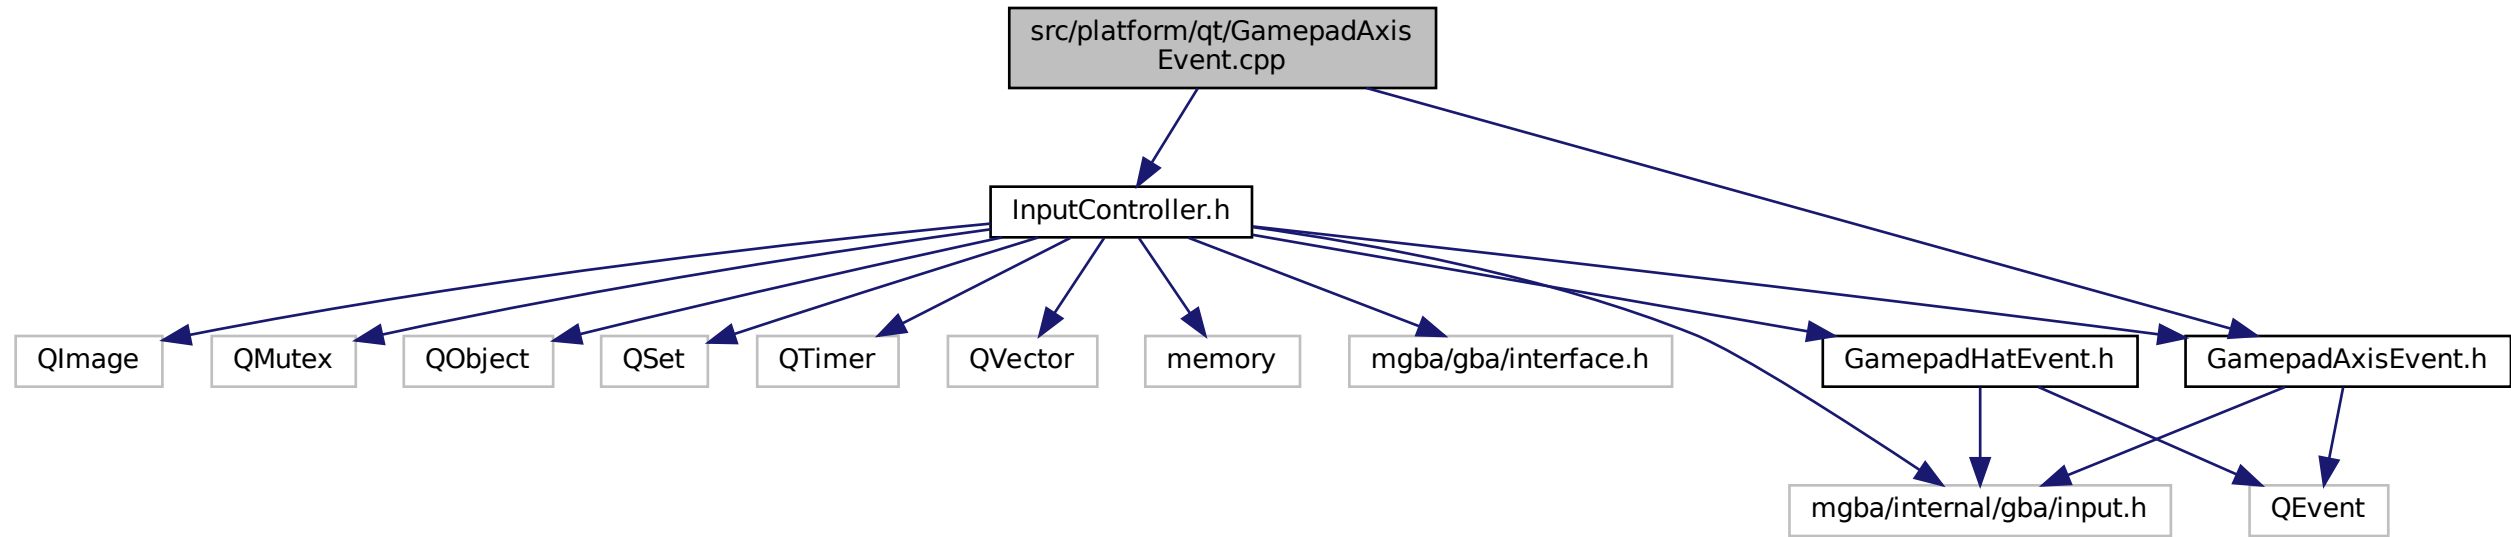 src/platform/qt/GamepadAxis
Event.cpp
InputController.h
QImage
QMutex
QObject
QSet
QTimer
QVector
memory
mgba/gba/interface.h
GamepadHatEvent.h
GamepadAxisEvent.h
mgba/internal/gba/input.h
QEvent